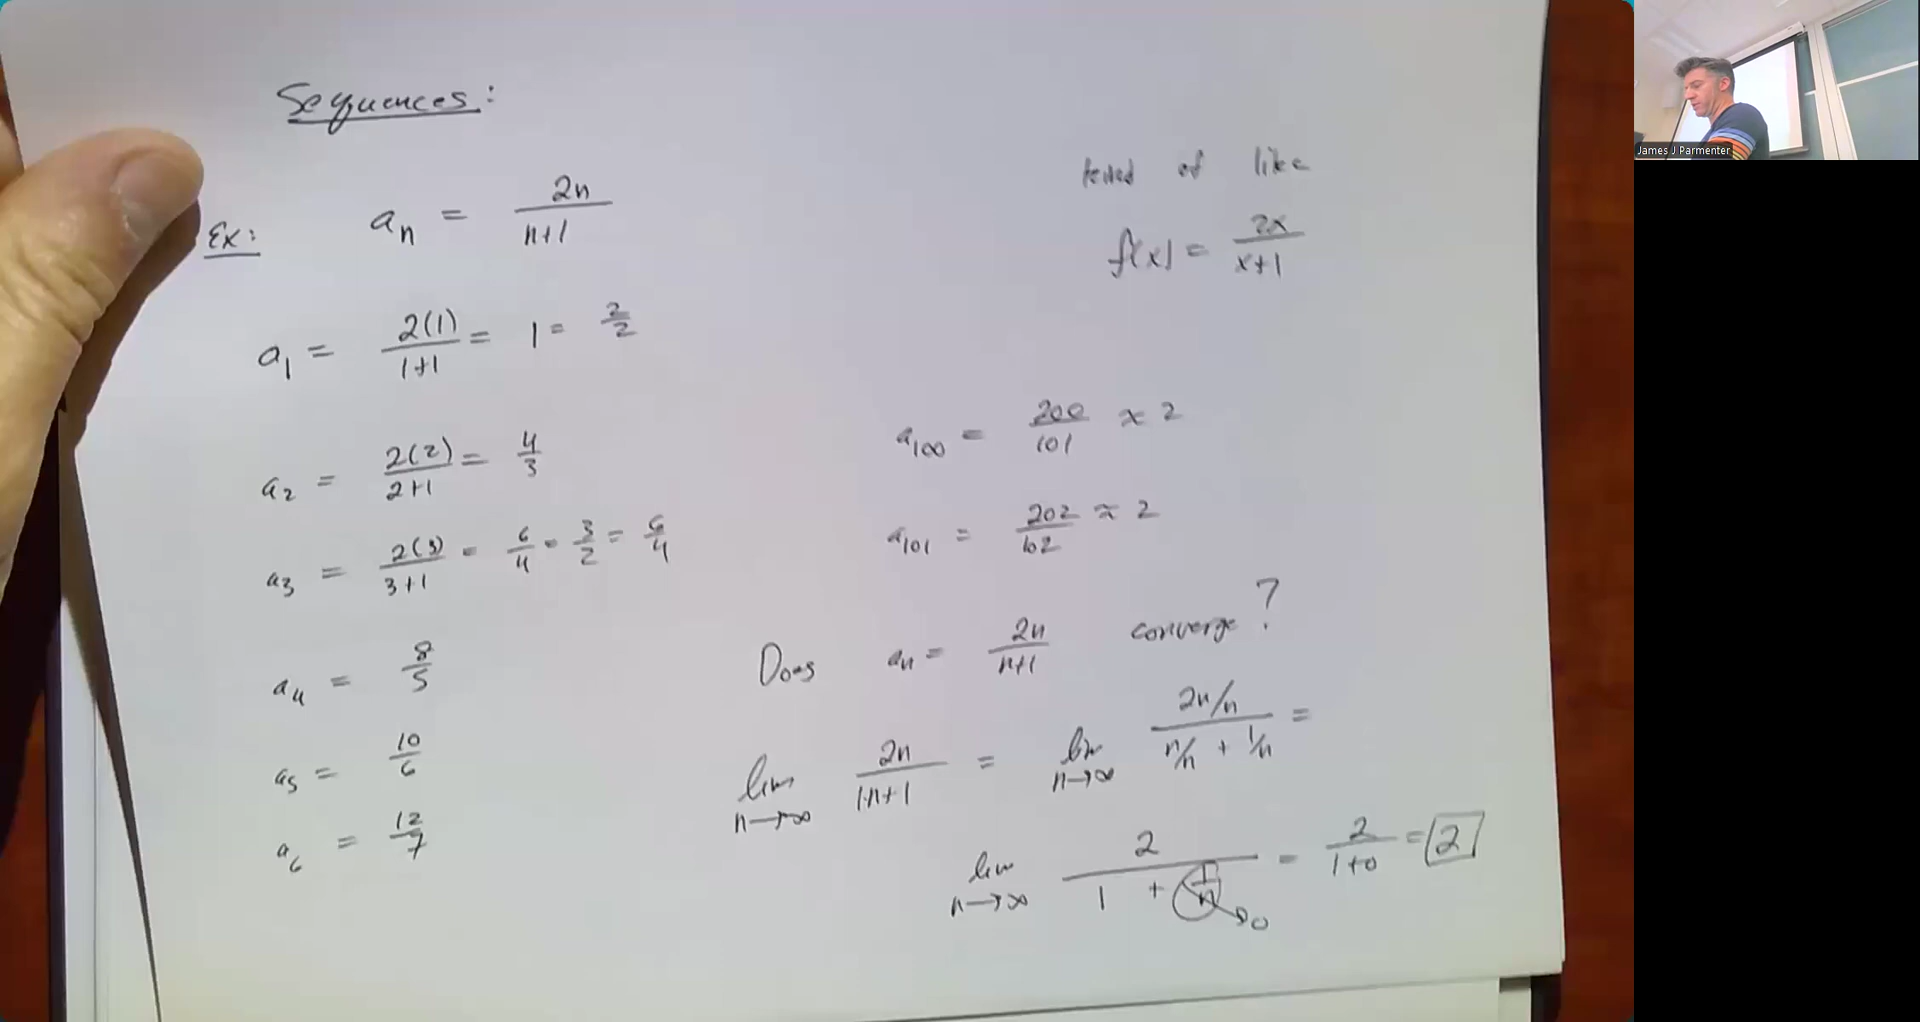 Sequences:
Ex: a_n = 2n/(n+1)
a_1 = 2(1)/(1+1) = 1 = 2/2
a_2 = 2(2)/(2+1) = 4/3
a_3 = 2(3)/(3+1) = 6/4 = 3/2 = 6/4
a_4 = 8/5
a_5 = 10/6
a_6 = 12/7
kind of like
f(x) = 2x/(x+1)
a_100 = 200/101 ≈ 2
a_101 = 202/102 ≈ 2
Does a_n = 2n/(n+1) converge?
lim n→∞ 2n/(1·n+1) = lim n→∞ (2n/n)/(n/n + 1/n) =
lim n→∞ 2/(1 + 1/n) → 0 = 2/(1+0) = 2
James J Parmenter